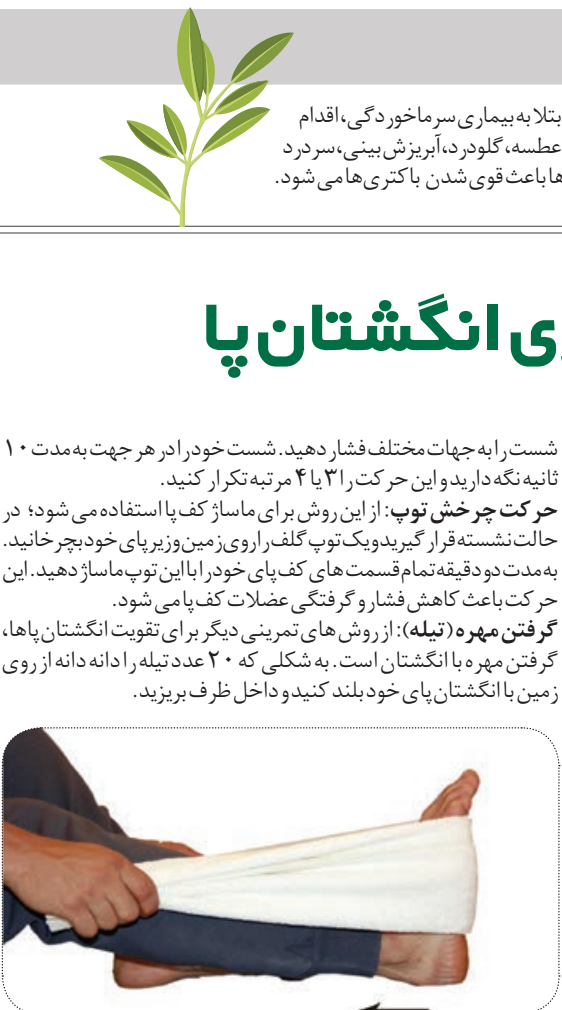 بتلا به بیماری سرماخوردگی، اقدام
عطسه، گلودرد، آبریزش بینی، سردرد
ها باعث قوی شدن باکتری ها می شود.
ی انگشتان پا
شست را به جهات مختلف فشار دهید. شست خود را در هر جهت به مدت ۱۰
ثانیه نگه دارید و این حرکت را ۳ یا ۴ مرتبه تکرار کنید.
حرکت چرخش توپ: از این روش برای ماساژ کف پا استفاده می شود؛ در
حالت نشسته قرار گیرید و یک توپ گلف را روی زمین و زیر پای خود بچرخانید.
به مدت دو دقیقه تمام قسمت های کف پای خود را با این توپ ماساژ دهید. این
حرکت باعث کاهش فشار و گرفتگی عضلات کف پا می شود.
گرفتن مهره (تیله): از روش های تمرینی دیگر برای تقویت انگشتان پاها،
گرفتن مهره با انگشتان است. به شکلی که ۲۰ عدد تیله را دانه دانه از روی
زمین با انگشتان پای خود بلند کنید و داخل ظرف بریزید.